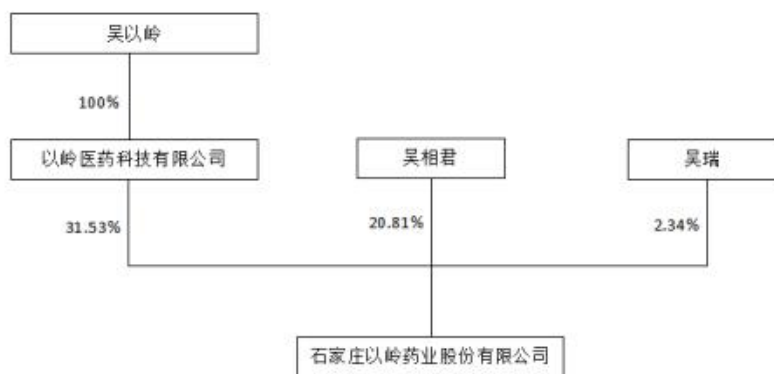 吴以岭
100%
以岭医药科技有限公司
吴相君
吴瑞
31.53%
20.81%
2.34%
石家庄以岭药业股份有限公司